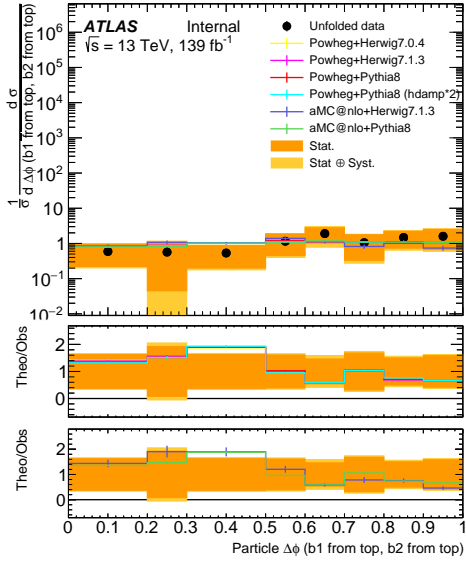 ATLAS Internal
√s = 13 TeV, 139 fb⁻¹
Unfolded data
Powheg+Herwig7.0.4
Powheg+Herwig7.1.3
Powheg+Pythia8
Powheg+Pythia8 (hdamp*2)
aMC@nlo+Herwig7.1.3
aMC@nlo+Pythia8
Stat.
Stat ⊕ Syst.
1/σ d σ / d Δϕ (b1 from top, b2 from top)
10⁶
10⁵
10⁴
10³
10²
10
1
10⁻¹
10⁻²
Theo/Obs
2
1
0
Theo/Obs
2
1
0
0 0.1 0.2 0.3 0.4 0.5 0.6 0.7 0.8 0.9 1
Particle Δϕ (b1 from top, b2 from top)